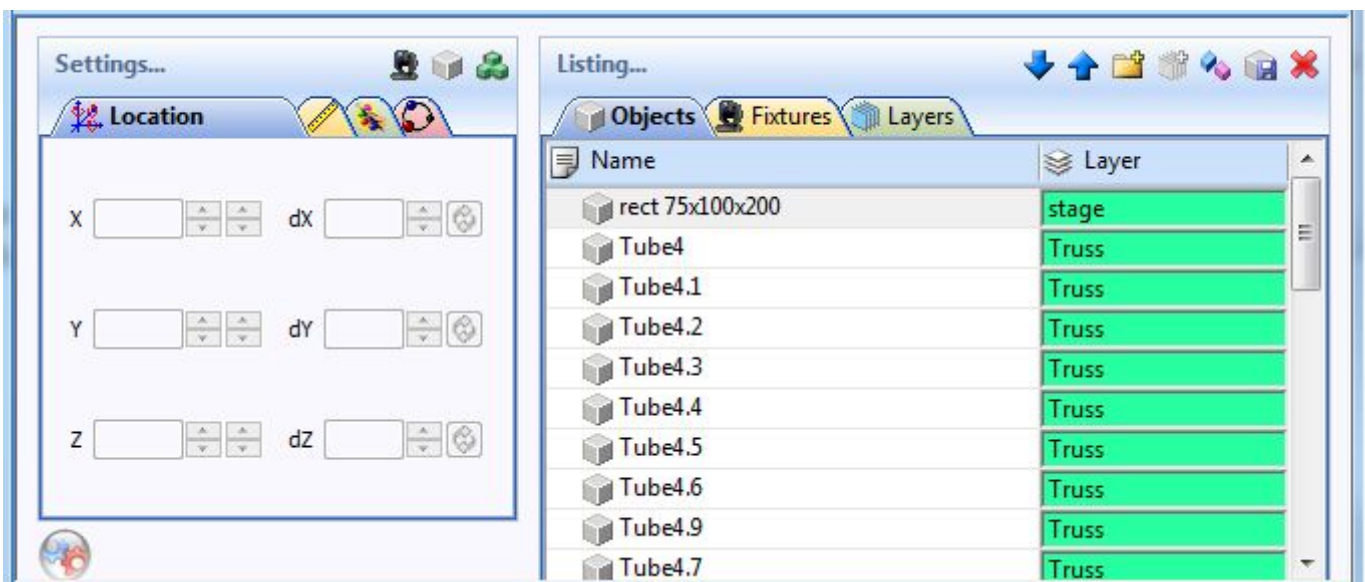 Settings...
Location
X dX
Y dY
Z dZ
Listing...
Objects Fixtures Layers
Name Layer
rect 75x100x200 stage
Tube4 Truss
Tube4.1 Truss
Tube4.2 Truss
Tube4.3 Truss
Tube4.4 Truss
Tube4.5 Truss
Tube4.6 Truss
Tube4.9 Truss
Tube4.7 Truss